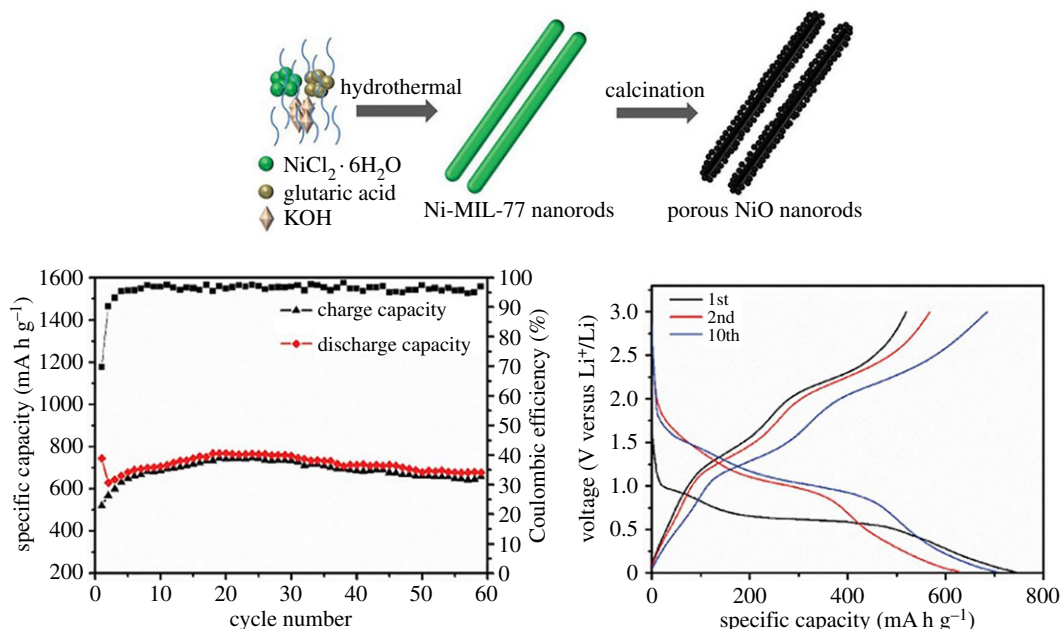 hydrothermal
calcination
NiCl₂ · 6H₂O
glutaric acid
KOH
Ni-MIL-77 nanorods
porous NiO nanorods
1600
1400
1200
1000
800
600
400
200
specific capacity (mA h g⁻¹)
charge capacity
discharge capacity
100
90
80
70
60
50
40
30
20
10
0
Coulombic efficiency (%)
0 10 20 30 40 50 60
cycle number
1st
2nd
10th
3.0
2.5
2.0
1.5
1.0
0.5
0
voltage (V versus Li⁺/Li)
0 200 400 600 800
specific capacity (mA h g⁻¹)